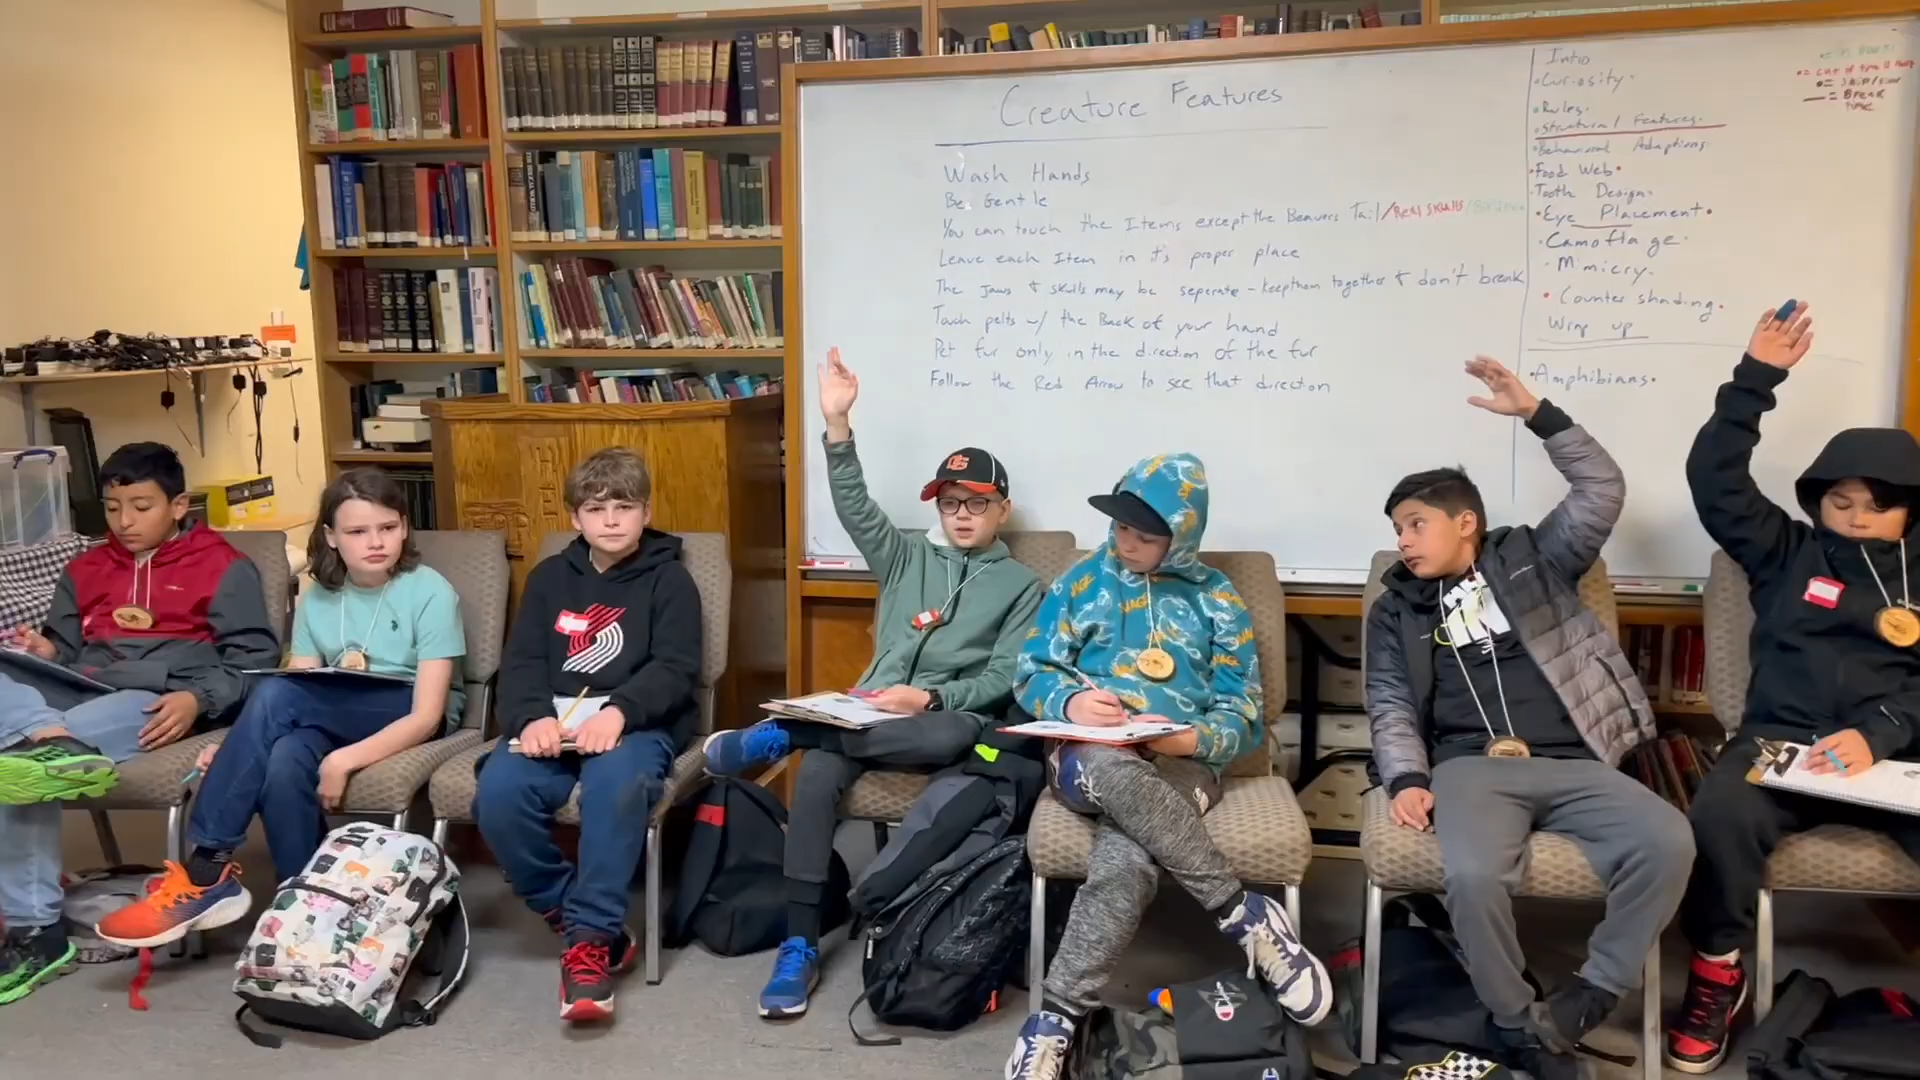 Creature Features
Wash Hands
Be Gentle
You can touch the Items except the Beavers Tail/Real Skulls/
Leave each Item in it's proper place
The Jaws & skulls may be seperate - keep them together & don't break
Touch pelts w/ the Back of your hand
Pet fur only in the direction of the fur
Follow the Red Arrow to see that direction
Intro
• Curiosity •
• Rules •
• Structural Features •
• Behavioral Adaptions
• Food Web •
• Tooth Design •
• Eye Placement •
• Camoflage •
• Mimicry •
• Counter shading •
Wrap up
• Amphibians •
• =
• =
• = skip/
— = Break
time